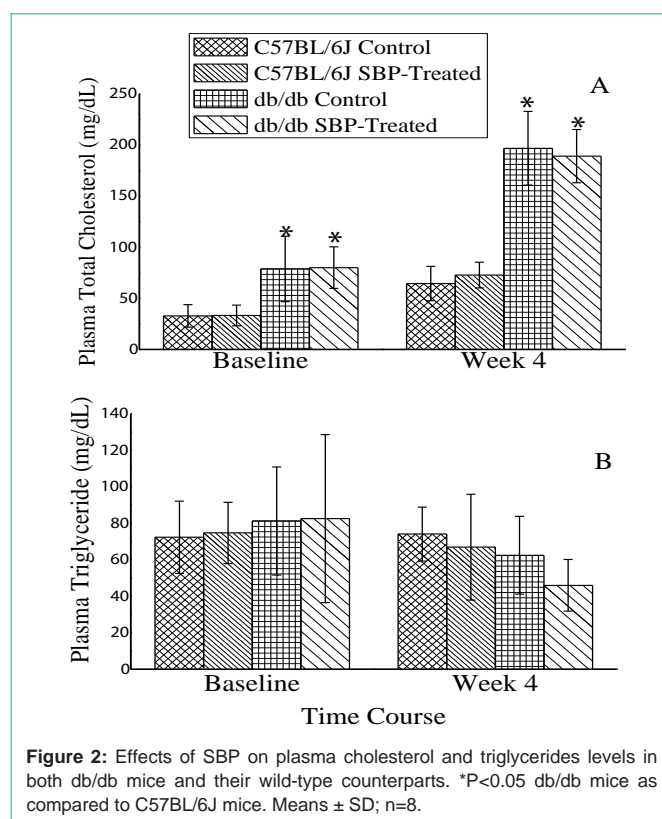 C57BL/6J Control
C57BL/6J SBP-Treated
db/db Control
db/db SBP-Treated
A
Plasma Total Cholesterol (mg/dL)
250
200
150
100
50
0
*
*
*
*
Baseline
Week 4
B
Plasma Triglyceride (mg/dL)
140
120
100
80
60
40
20
0
Baseline
Week 4
Time Course
Figure 2: Effects of SBP on plasma cholesterol and triglycerides levels in
both db/db mice and their wild-type counterparts. *P<0.05 db/db mice as
compared to C57BL/6J mice. Means ± SD; n=8.